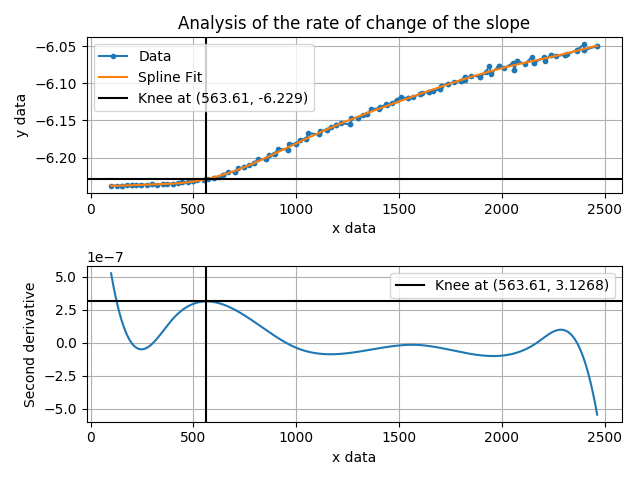 Analysis of the rate of change of the slope
−6.05
−6.10
−6.15
−6.20
y data
Data
Spline Fit
Knee at (563.61, -6.229)
0
500
1000
1500
2000
2500
x data
1e−7
5.0
2.5
0.0
−2.5
−5.0
Second derivative
Knee at (563.61, 3.1268)
0
500
1000
1500
2000
2500
x data